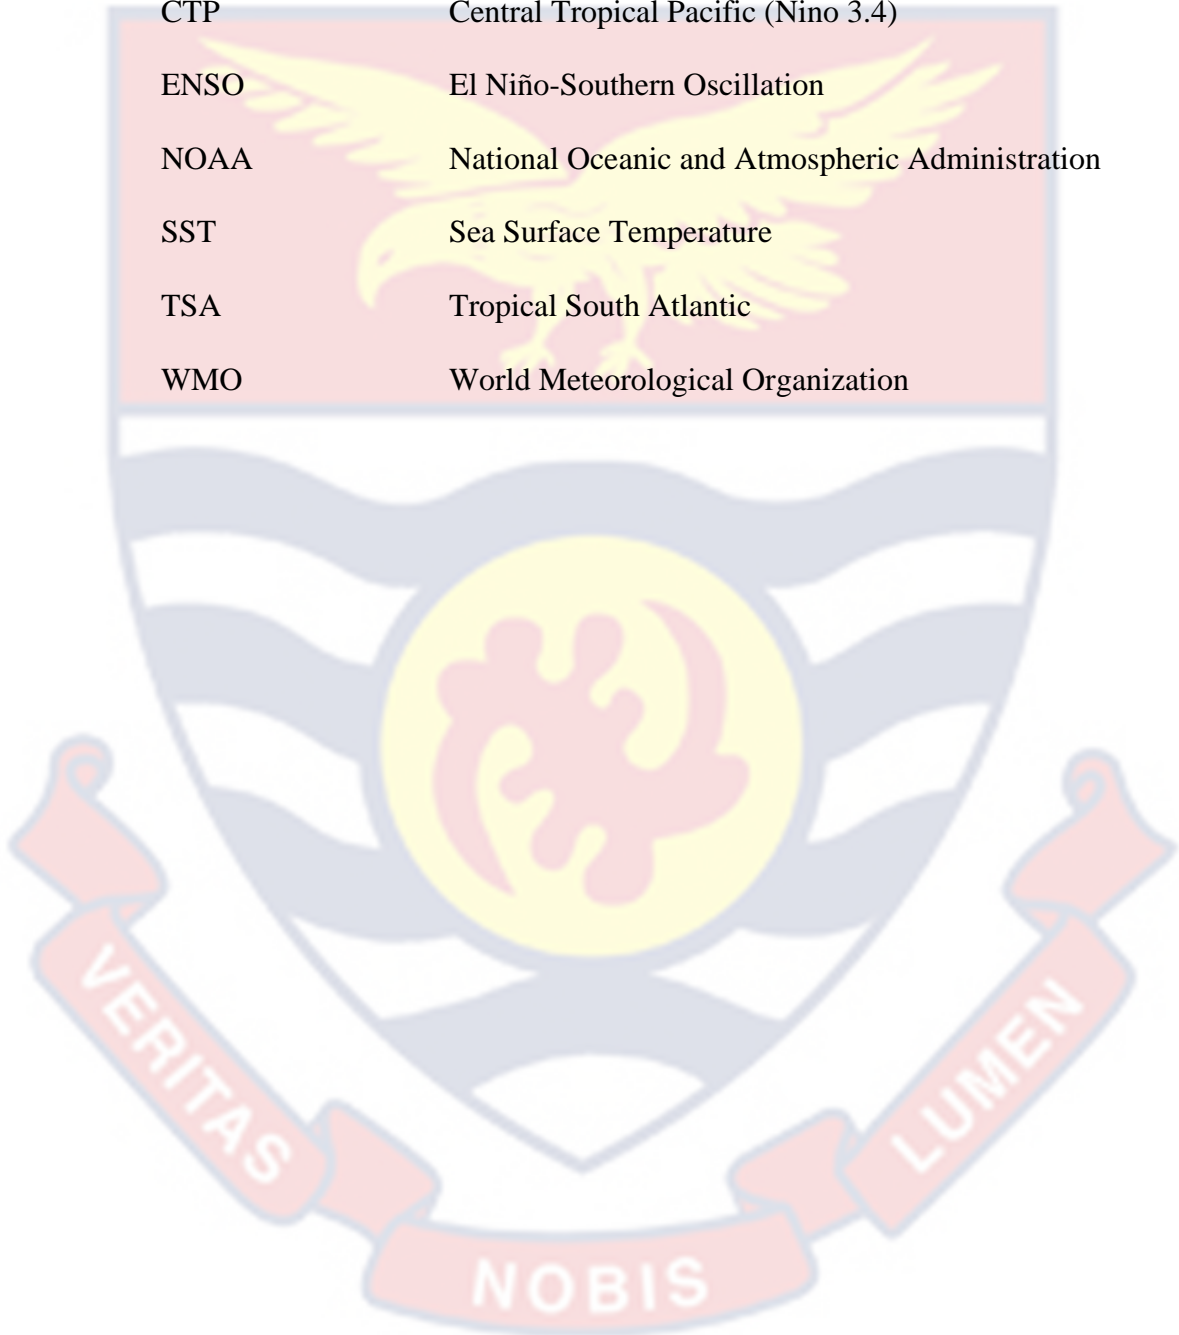 CTP Central Tropical Pacific (Nino 3.4)
ENSO El Niño-Southern Oscillation
NOAA National Oceanic and Atmospheric Administration
SST Sea Surface Temperature
TSA Tropical South Atlantic
WMO World Meteorological Organization
VERITAS
NOBIS
LUMEN